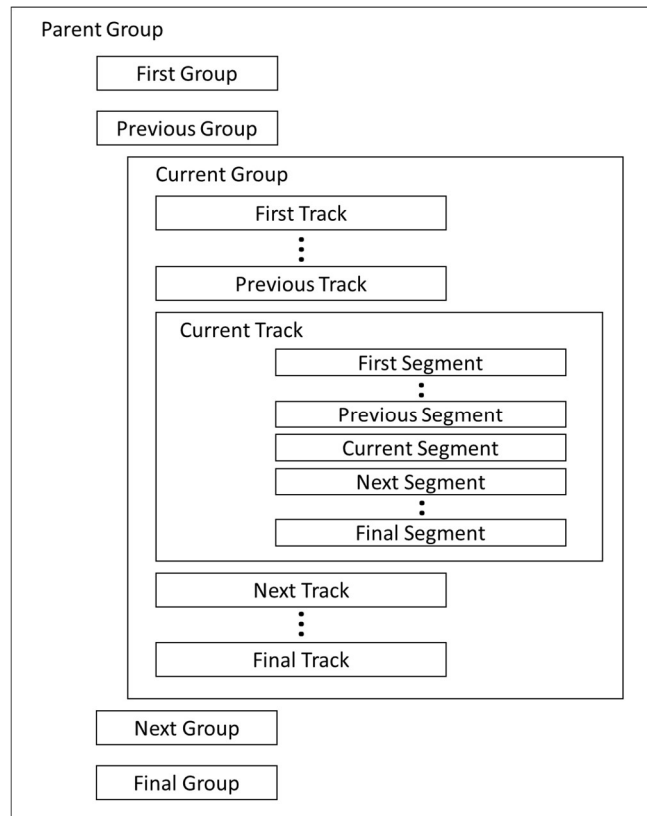 Parent Group
First Group
Previous Group
Current Group
First Track
Previous Track
Current Track
First Segment
Previous Segment
Current Segment
Next Segment
Final Segment
Next Track
Final Track
Next Group
Final Group